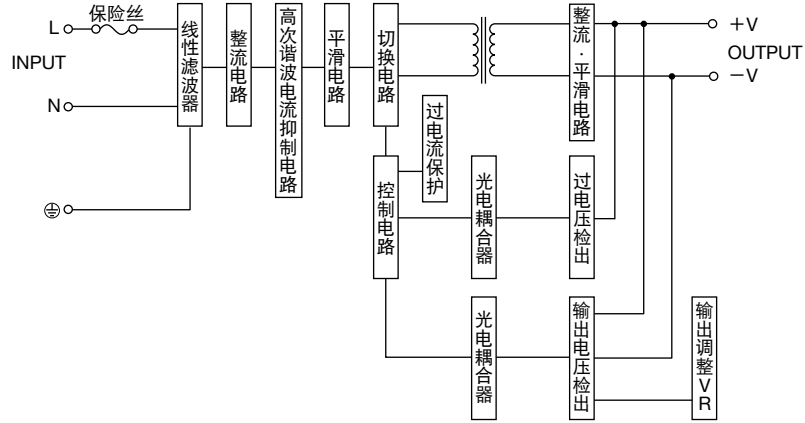 保险丝
L
INPUT
N
线性滤波器
整流电路
高次谐波电流抑制电路
平滑电路
切换电路
整流·平滑电路
+V
OUTPUT
−V
过电流保护
控制电路
光电耦合器
过电压检出
光电耦合器
输出电压检出
输出调整VR